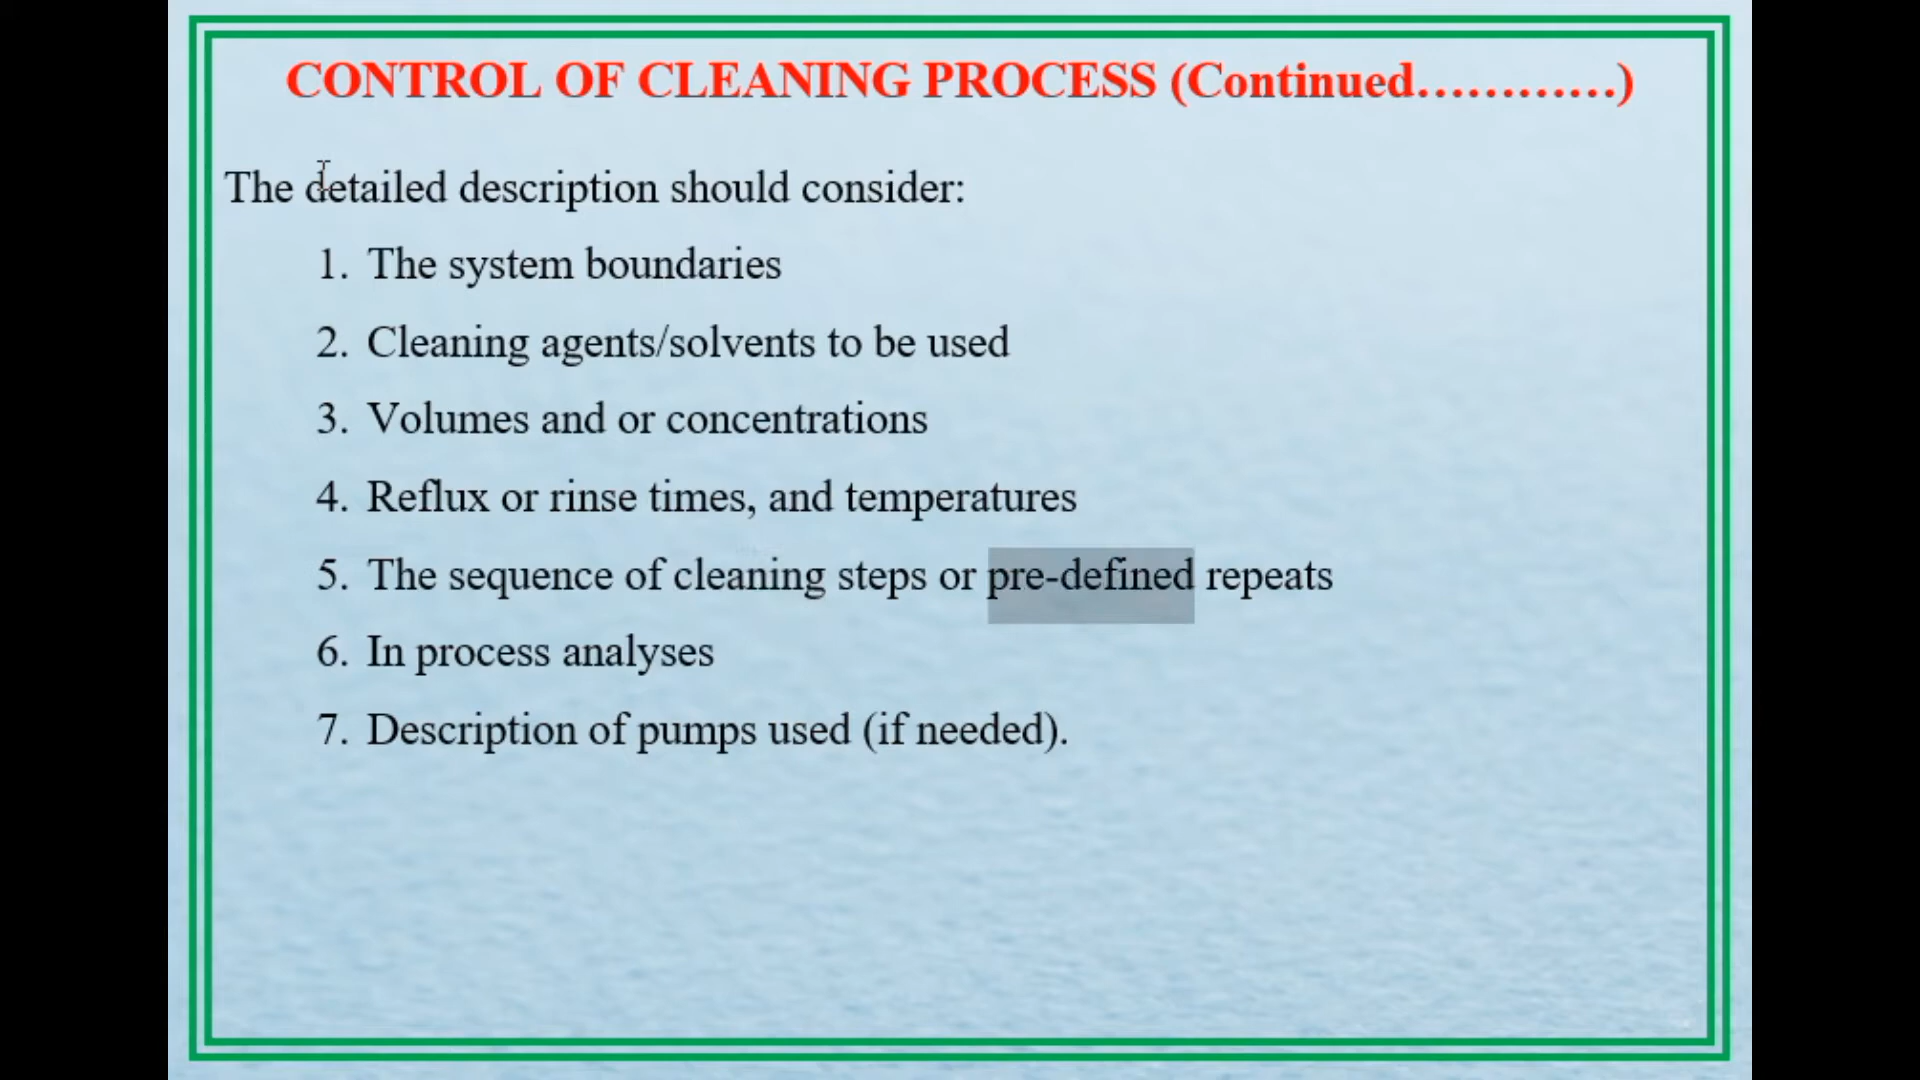 CONTROL OF CLEANING PROCESS (Continued…………)
The detailed description should consider:
1. The system boundaries
2. Cleaning agents/solvents to be used
3. Volumes and or concentrations
4. Reflux or rinse times, and temperatures
5. The sequence of cleaning steps or pre-defined repeats
6. In process analyses
7. Description of pumps used (if needed).